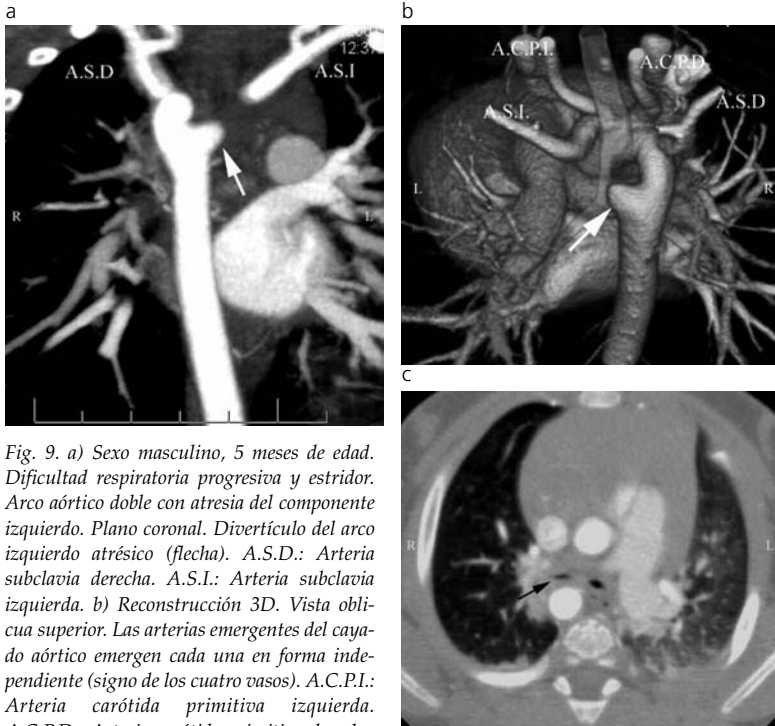 a
A.S.D
A.S.I
R
L
b
A.C.P.I.
A.C.P.D
A.S.I.
A.S.D
L
R
c
R
L
Fig. 9. a) Sexo masculino, 5 meses de edad.
Dificultad respiratoria progresiva y estridor.
Arco aórtico doble con atresia del componente
izquierdo. Plano coronal. Divertículo del arco
izquierdo atrésico (flecha). A.S.D.: Arteria
subclavia derecha. A.S.I.: Arteria subclavia
izquierda. b) Reconstrucción 3D. Vista obli-
cua superior. Las arterias emergentes del caya-
do aórtico emergen cada una en forma inde-
pendiente (signo de los cuatro vasos). A.C.P.I.:
Arteria carótida primitiva izquierda.
A.C.P.D.: Arteria carótida primitiva